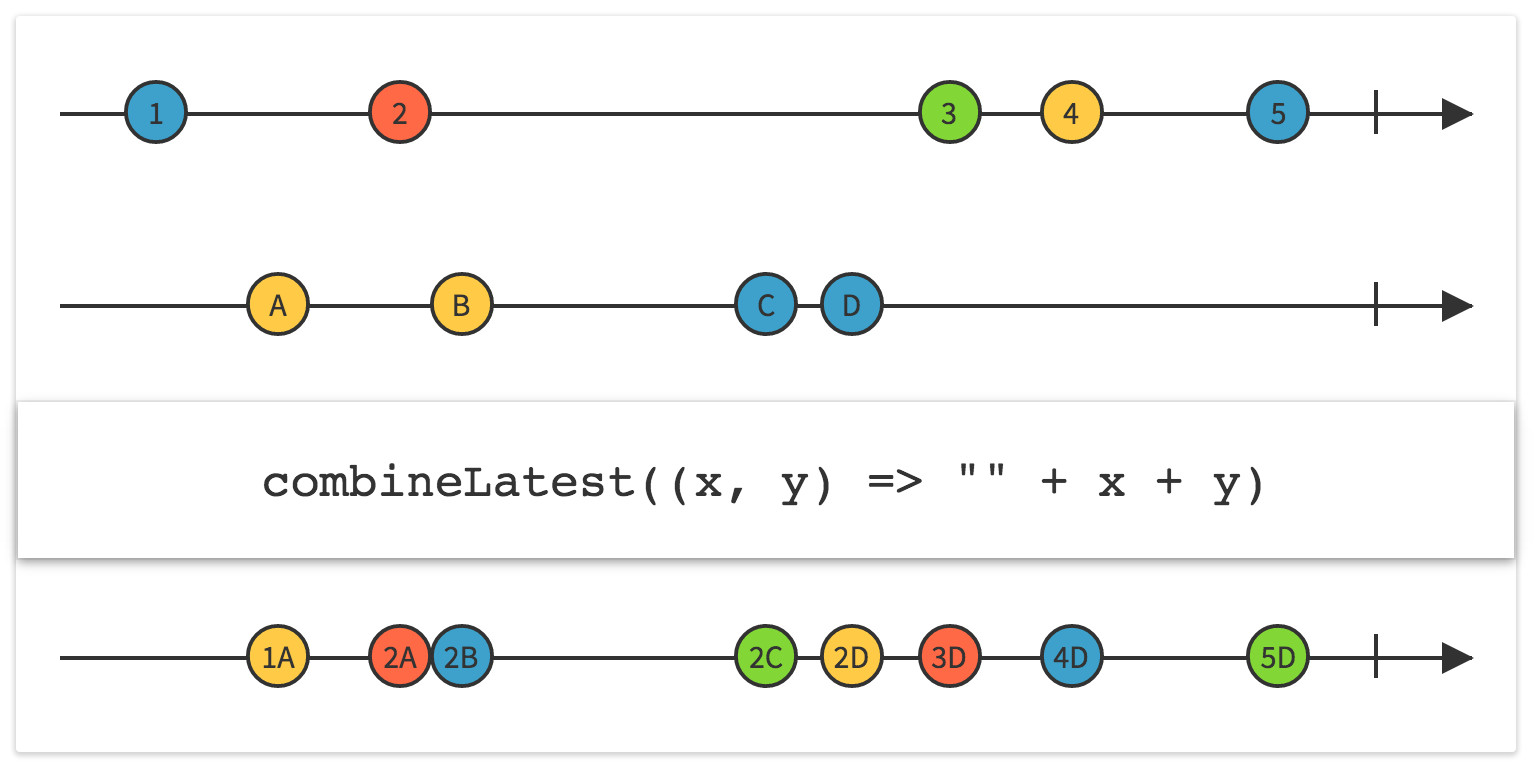 1 2 3 4 5
A B C D
combineLatest((x, y) => "" + x + y)
1A 2A 2B 2C 2D 3D 4D 5D